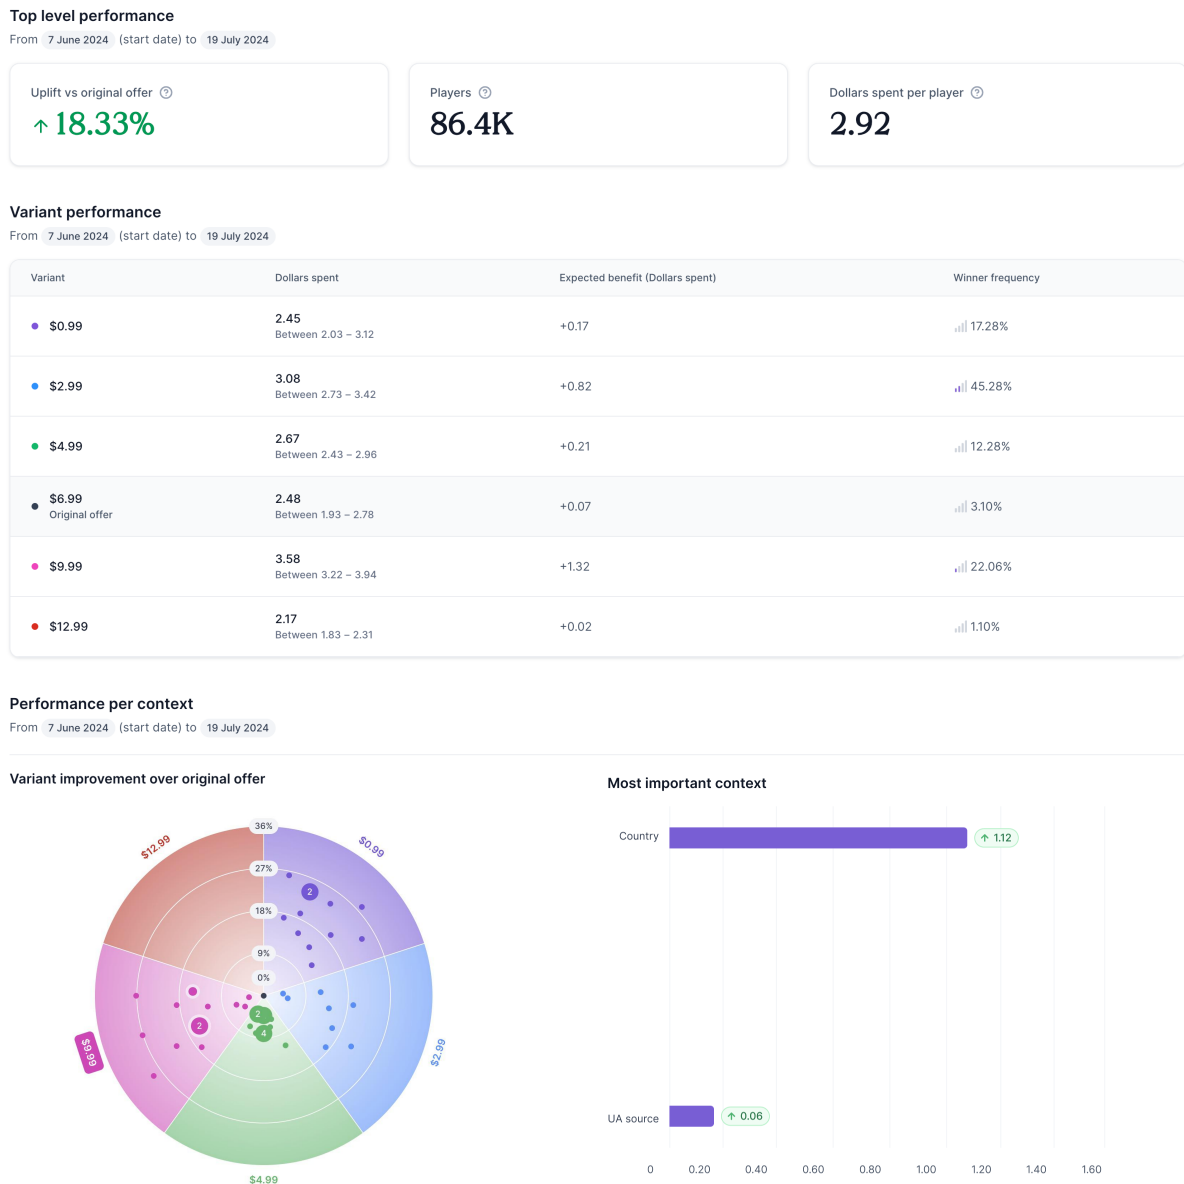 Top level performance
From 7 June 2024 (start date) to 19 July 2024
Uplift vs original offer
↑ 18.33%
Players
86.4K
Dollars spent per player
2.92
Variant performance
From 7 June 2024 (start date) to 19 July 2024
Variant Dollars spent Expected benefit (Dollars spent) Winner frequency
$0.99 2.45 +0.17 17.28%
Between 2.03 – 3.12
$2.99 3.08 +0.82 45.28%
Between 2.73 – 3.42
$4.99 2.67 +0.21 12.28%
Between 2.43 – 2.96
$6.99 2.48 +0.07 3.10%
Original offer Between 1.93 – 2.78
$9.99 3.58 +1.32 22.06%
Between 3.22 – 3.94
$12.99 2.17 +0.02 1.10%
Between 1.83 – 2.31
Performance per context
From 7 June 2024 (start date) to 19 July 2024
Variant improvement over original offer
36%
27%
18%
9%
0%
$12.99
$0.99
$9.99
$2.99
$4.99
2
2
2
4
Most important context
Country ↑ 1.12
UA source ↑ 0.06
0 0.20 0.40 0.60 0.80 1.00 1.20 1.40 1.60